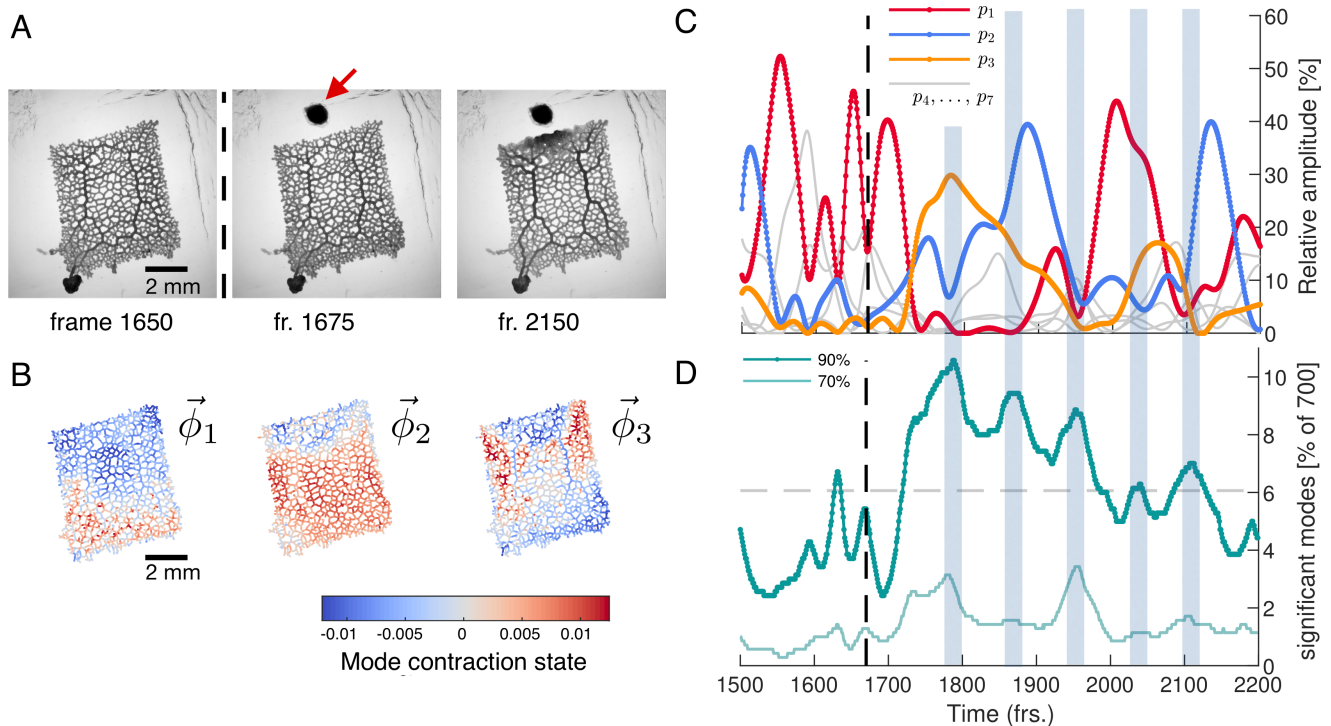 A
2 mm
frame 1650
fr. 1675
fr. 2150
B
ϕ⃗1
ϕ⃗2
ϕ⃗3
2 mm
-0.01 -0.005 0 0.005 0.01
Mode contraction state
C
p1
p2
p3
p4, . . . , p7
60
50
40
30
20
10
0
Relative amplitude [%]
D
90%
70%
10
8
6
4
2
0
significant modes [% of 700]
1500 1600 1700 1800 1900 2000 2100 2200
Time (frs.)